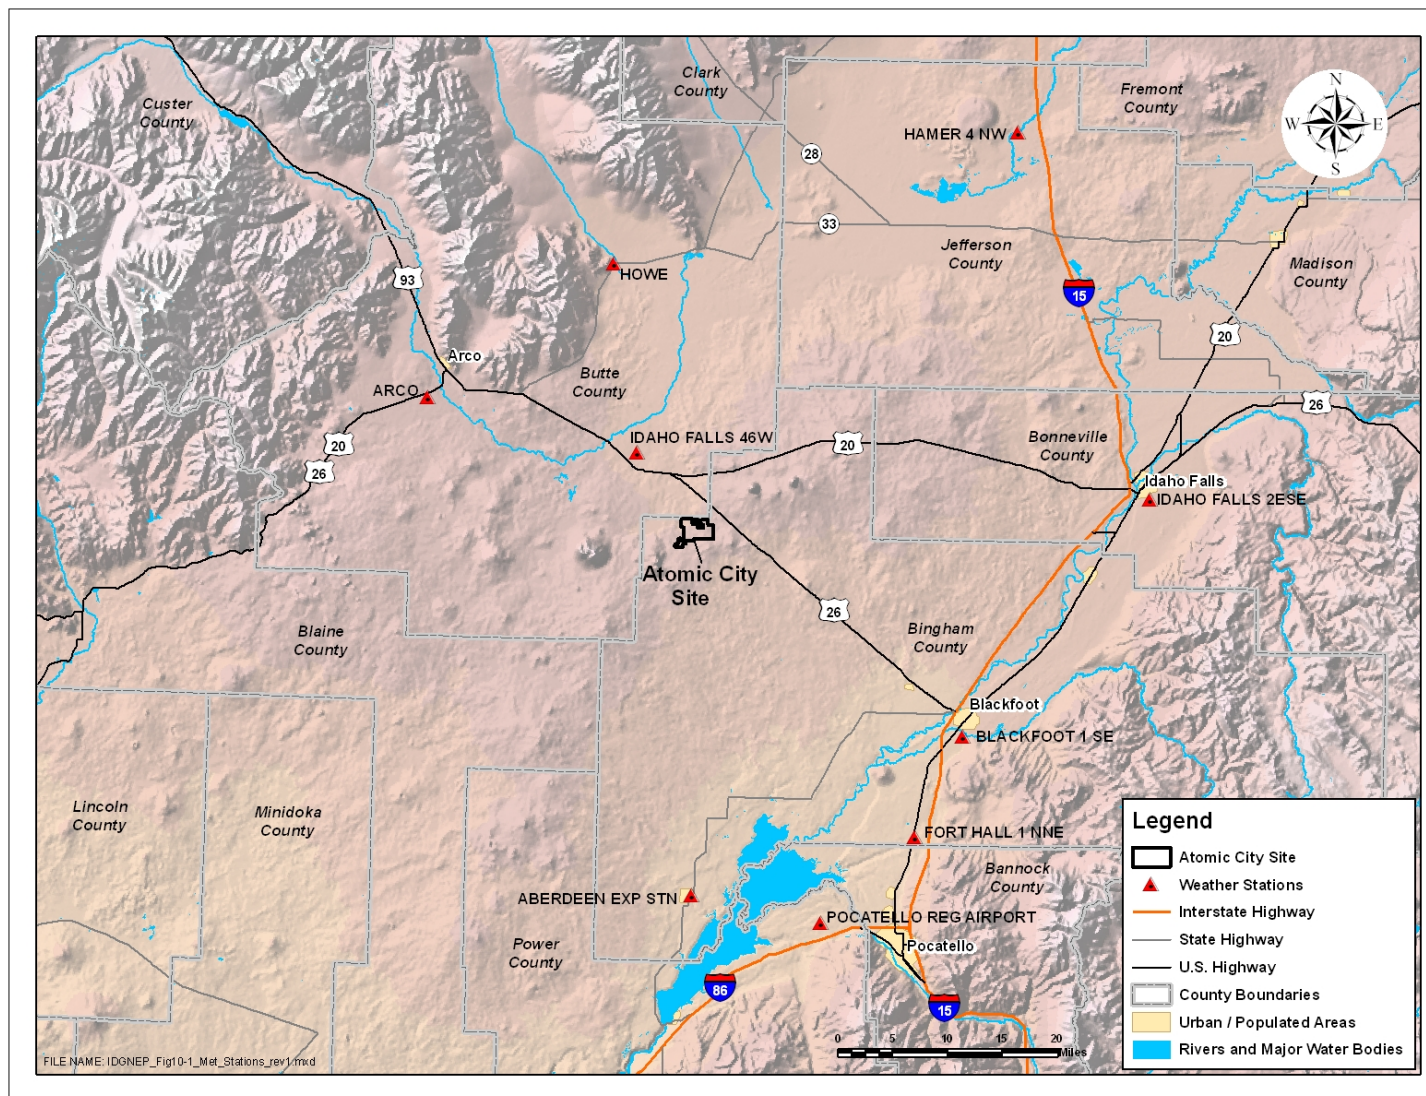 Custer
County
Clark
County
Fremont
County
N
W
E
S
HAMER 4 NW
28
33
Jefferson
County
Madison
County
HOWE
93
15
20
Arco
ARCO
Butte
County
26
20
26
IDAHO FALLS 46W
20
Bonneville
County
Idaho Falls
IDAHO FALLS 2ESE
Atomic City
Site
26
Blaine
County
Bingham
County
Blackfoot
BLACKFOOT 1 SE
Lincoln
County
Minidoka
County
FORT HALL 1 NNE
Bannock
County
ABERDEEN EXP STN
POCATELLO REG AIRPORT
Pocatello
Power
County
86
15
0
5
10
15
20
Miles
FILE NAME: IDGNEP_Fig10-1_Met_Stations_rev1.mxd
Legend
Atomic City Site
Weather Stations
Interstate Highway
State Highway
U.S. Highway
County Boundaries
Urban / Populated Areas
Rivers and Major Water Bodies